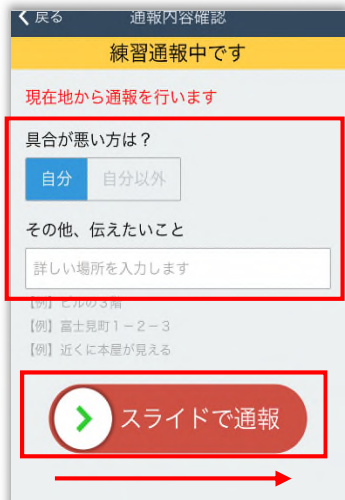 戻る 通報内容確認
練習通報中です
現在地から通報を行います
具合が悪い方は？
自分 自分以外
その他、伝えたいこと
詳しい場所を入力します
【例】ビルの３階
【例】富士見町１－２－３
【例】近くに本屋が見える
スライドで通報